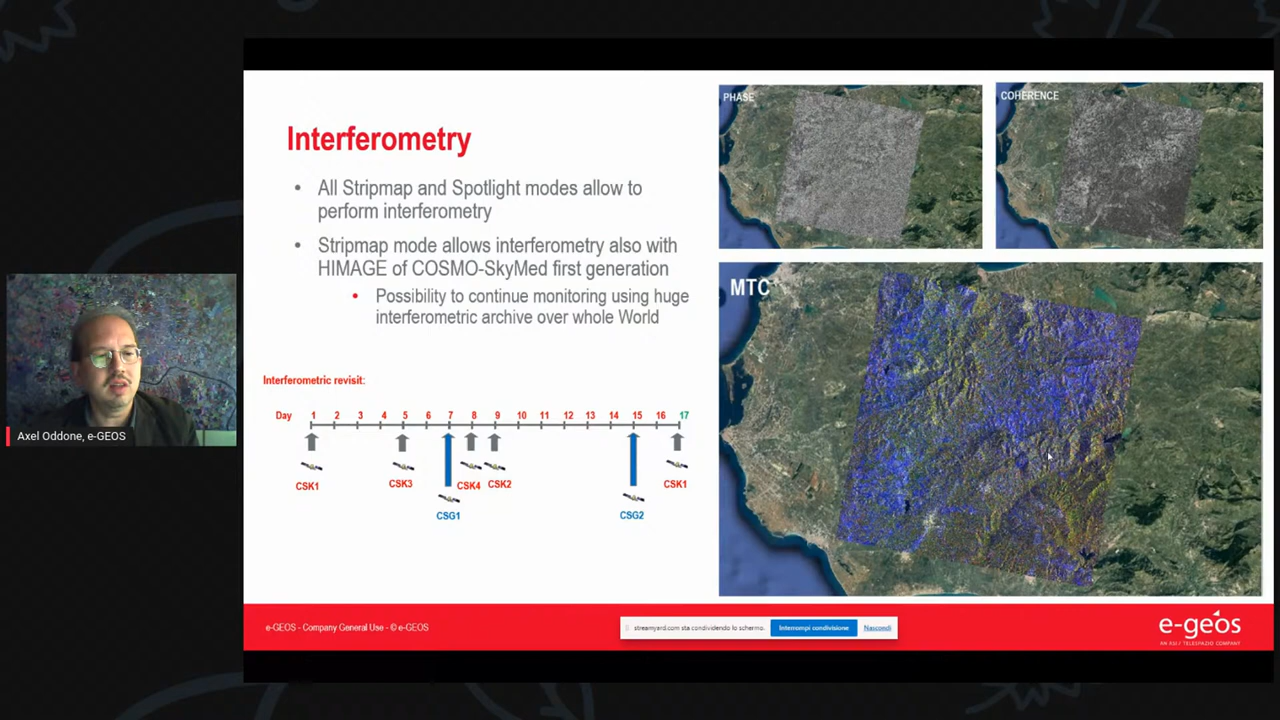 Interferometry
• All Stripmap and Spotlight modes allow to
perform interferometry
• Stripmap mode allows interferometry also with
HIMAGE of COSMO-SkyMed first generation
• Possibility to continue monitoring using huge
interferometric archive over whole World
Interferometric revisit:
Day 1 2 3 4 5 6 7 8 9 10 11 12 13 14 15 16 17
CSK1 CSK3 CSK4 CSK2 CSK1
CSG1 CSG2
PHASE
COHERENCE
MTC
Axel Oddone, e-GEOS
e-GEOS - Company General Use - © e-GEOS
streamyard.com sta condividendo lo schermo. Interrompi condivisione Nascondi
e-geos
AN ASI / TELESPAZIO COMPANY